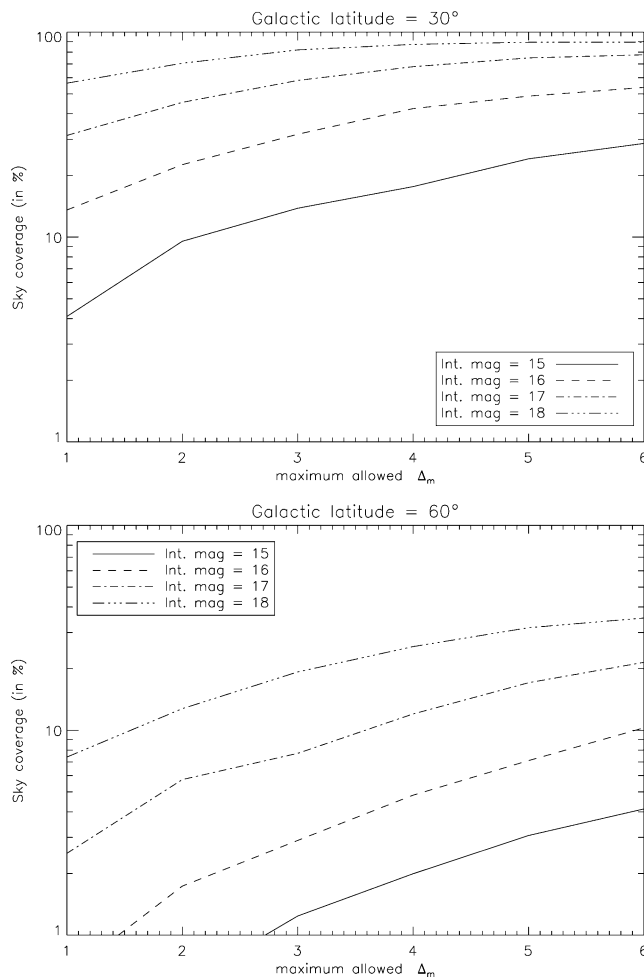 Galactic latitude = 30°
100
10
1
Sky coverage (in %)
Int. mag = 15
Int. mag = 16
Int. mag = 17
Int. mag = 18
1 2 3 4 5 6
maximum allowed Δm
Galactic latitude = 60°
100
10
1
Sky coverage (in %)
Int. mag = 15
Int. mag = 16
Int. mag = 17
Int. mag = 18
1 2 3 4 5 6
maximum allowed Δm